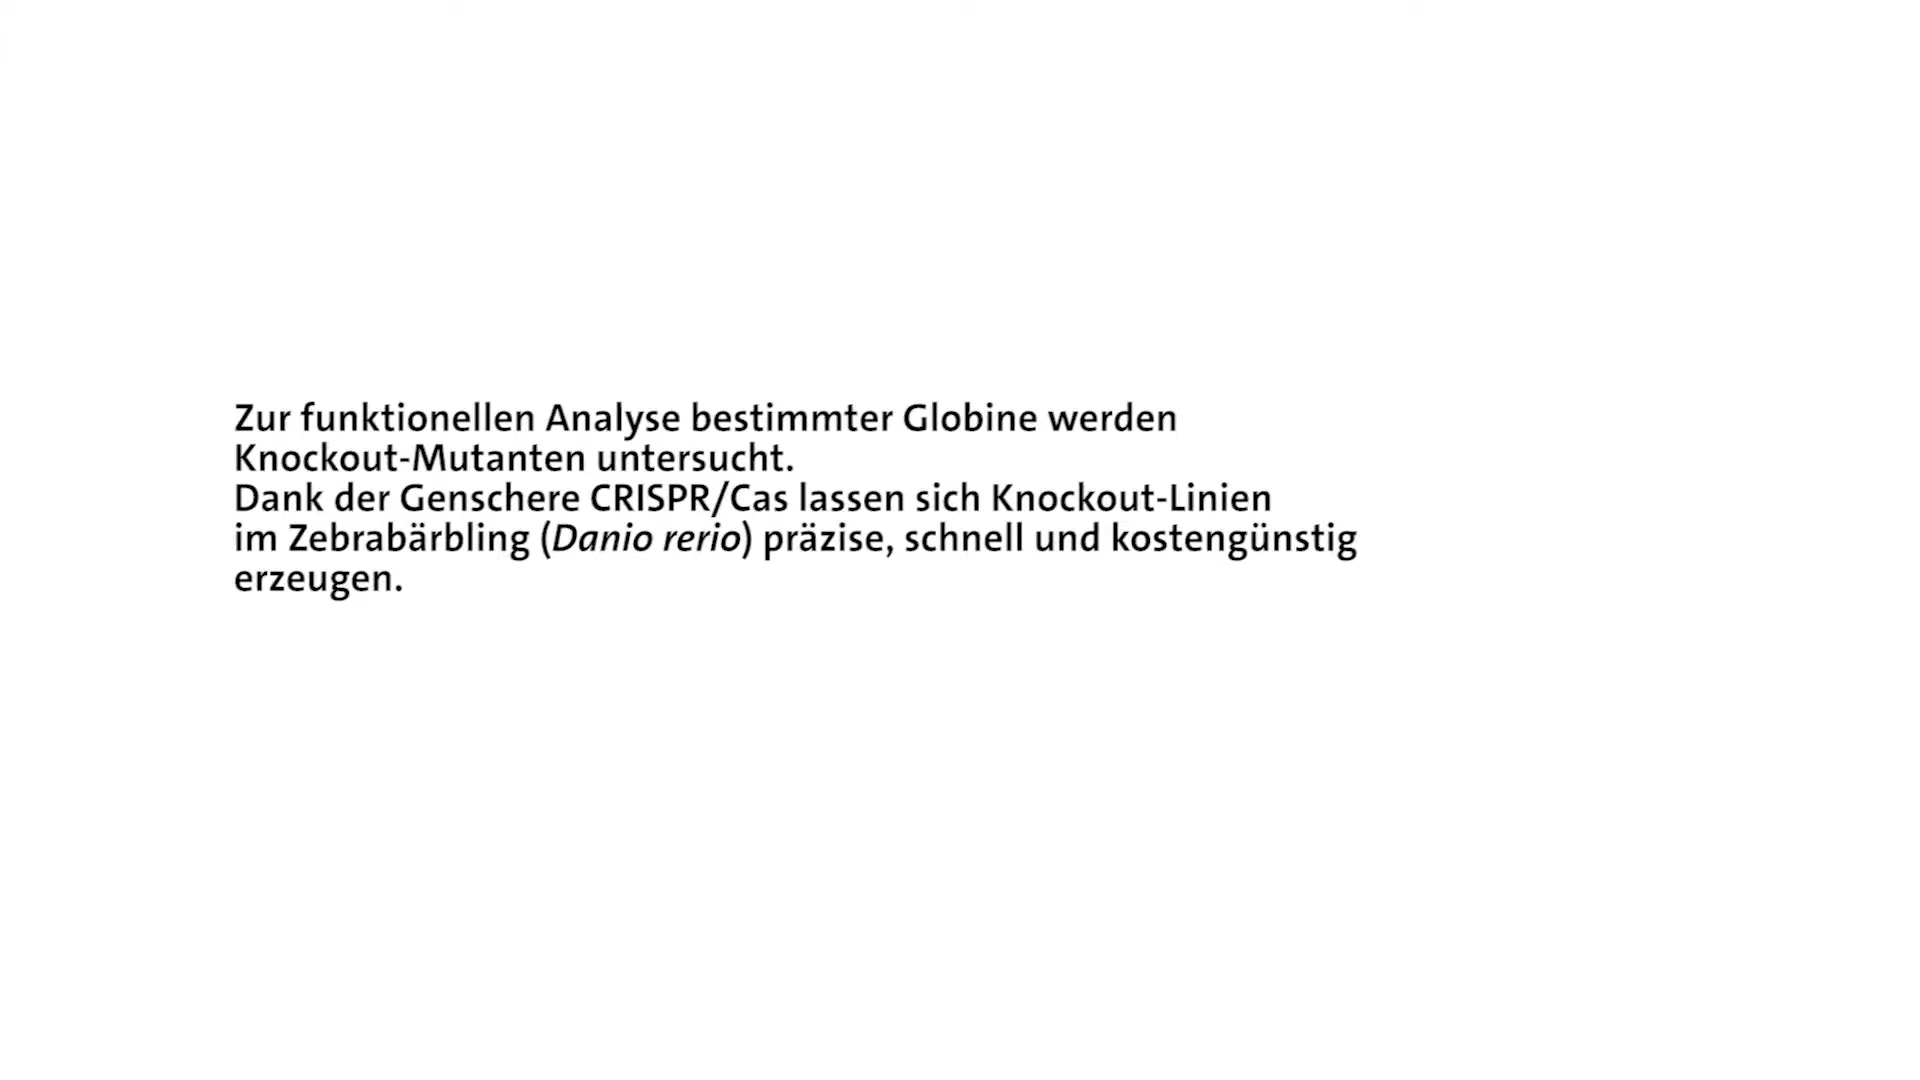 Zur funktionellen Analyse bestimmter Globine werden
Knockout-Mutanten untersucht.
Dank der Genschere CRISPR/Cas lassen sich Knockout-Linien
im Zebrabärbling (Danio rerio) präzise, schnell und kostengünstig
erzeugen.